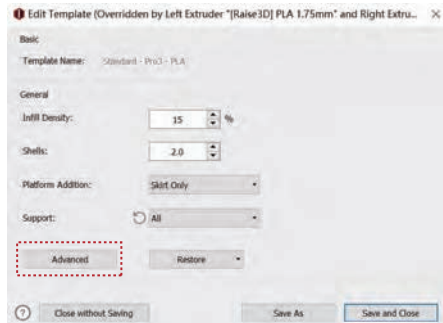 Edit Template (Overridden by Left Extruder "[Raise3D] PLA 1.75mm" and Right Extru...
Basic
Template Name: Standard - Pro3 - PLA
General
Infill Density: 15 %
Shells: 2.0
Platform Addition: Skirt Only
Support: All
Advanced Restore
? Close without Saving Save As Save and Close